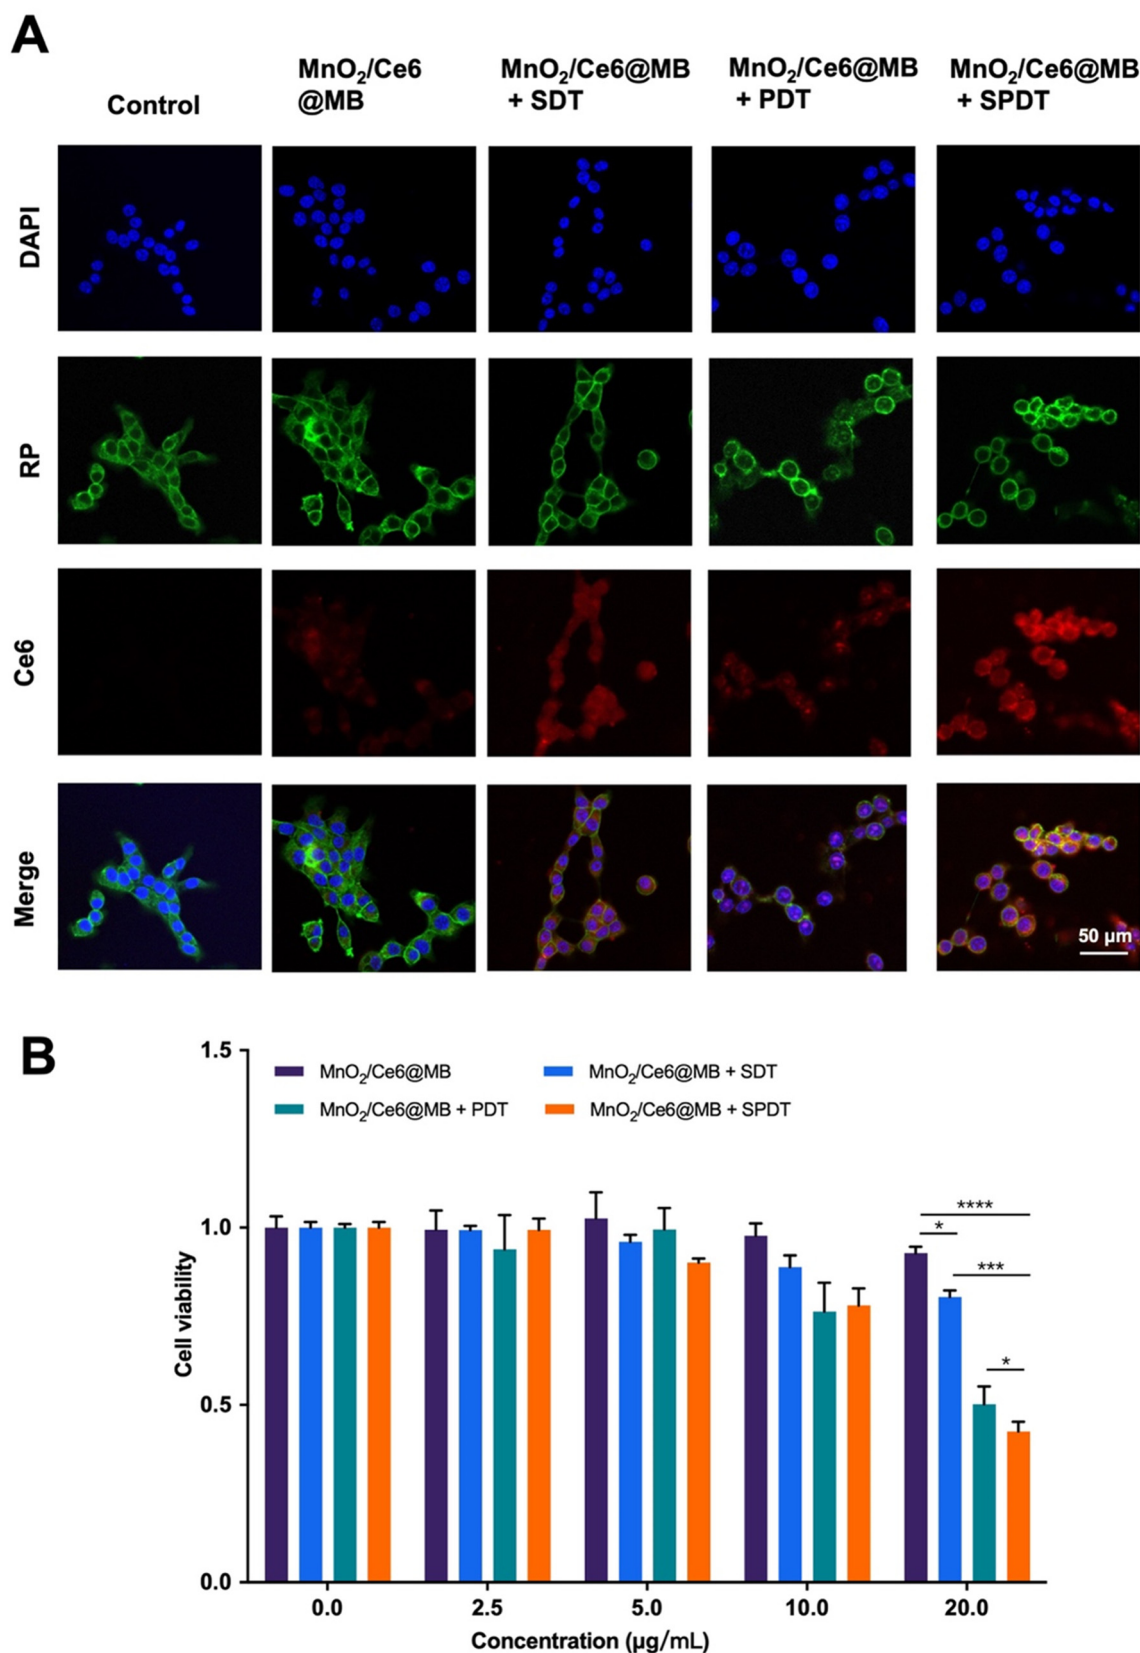 A
Control
MnO₂/Ce6
@MB
MnO₂/Ce6@MB
+ SDT
MnO₂/Ce6@MB
+ PDT
MnO₂/Ce6@MB
+ SPDT
DAPI
RP
Ce6
Merge
50 µm
B
1.5
1.0
0.5
0.0
Cell viability
MnO₂/Ce6@MB
MnO₂/Ce6@MB + SDT
MnO₂/Ce6@MB + PDT
MnO₂/Ce6@MB + SPDT
****
*
***
*
0.0 2.5 5.0 10.0 20.0
Concentration (µg/mL)